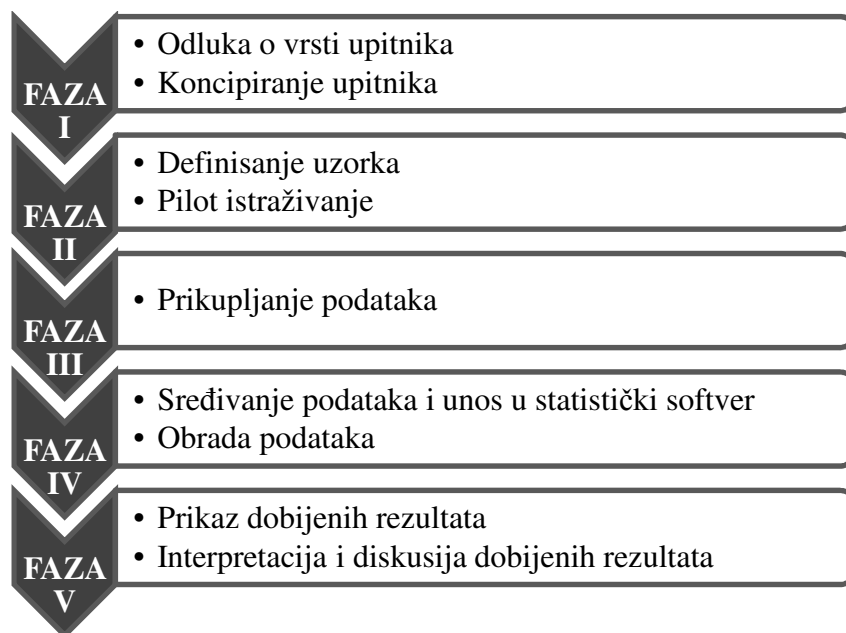 FAZA
I
• Odluka o vrsti upitnika
• Koncipiranje upitnika
FAZA
II
• Definisanje uzorka
• Pilot istraživanje
FAZA
III
• Prikupljanje podataka
FAZA
IV
• Sređivanje podataka i unos u statistički softver
• Obrada podataka
FAZA
V
• Prikaz dobijenih rezultata
• Interpretacija i diskusija dobijenih rezultata